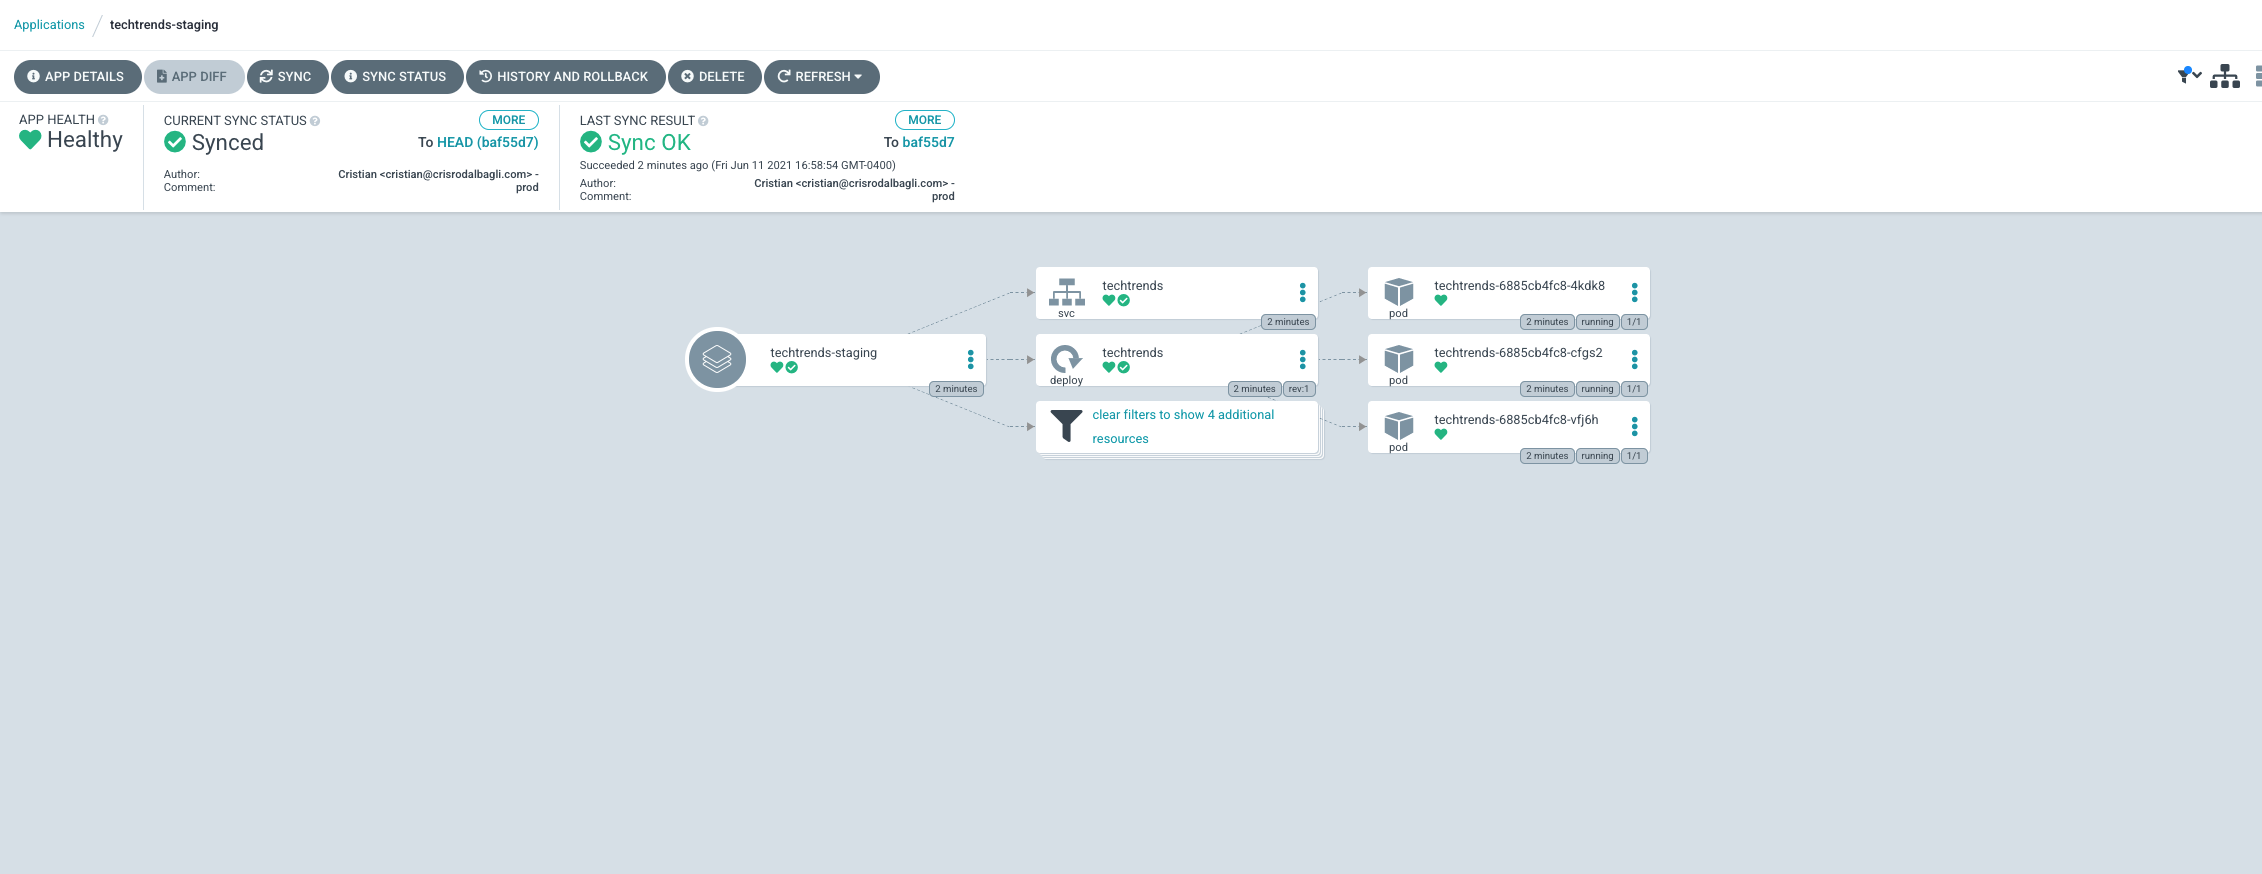 Applications / techtrends-staging
APP DETAILS
APP DIFF
SYNC
SYNC STATUS
HISTORY AND ROLLBACK
DELETE
REFRESH
APP HEALTH
Healthy
CURRENT SYNC STATUS
MORE
Synced
To HEAD (baf55d7)
Author: Cristian <cristian@crisrodalbagli.com> -
Comment: prod
LAST SYNC RESULT
MORE
Sync OK
To baf55d7
Succeeded 2 minutes ago (Fri Jun 11 2021 16:58:54 GMT-0400)
Author: Cristian <cristian@crisrodalbagli.com> -
Comment: prod
techtrends-staging
2 minutes
techtrends
svc
2 minutes
techtrends
deploy
2 minutes
rev:1
clear filters to show 4 additional
resources
techtrends-6885cb4fc8-4kdk8
pod
2 minutes
running
1/1
techtrends-6885cb4fc8-cfgs2
pod
2 minutes
running
1/1
techtrends-6885cb4fc8-vfj6h
pod
2 minutes
running
1/1